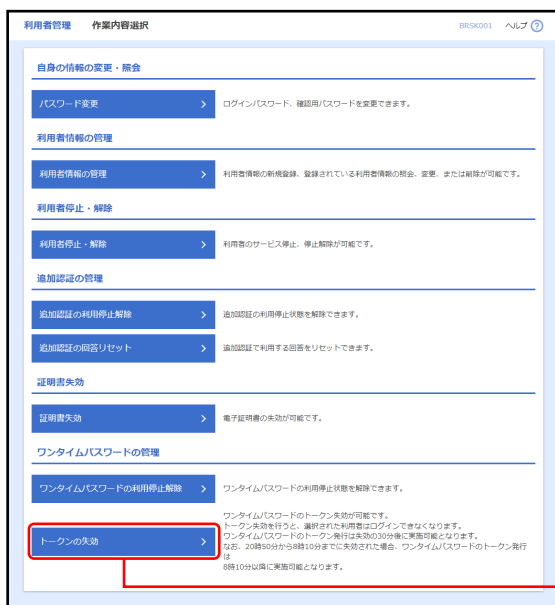 利用者管理 作業内容選択 BRSK001 ヘルプ ?
自身の情報の変更・照会
パスワード変更 > ログインパスワード、確認用パスワードを変更できます。
利用者情報の管理
利用者情報の管理 > 利用者情報の新規登録、登録されている利用者情報の照会、変更、または削除が可能です。
利用者停止・解除
利用者停止・解除 > 利用者のサービス停止、停止解除が可能です。
追加認証の管理
追加認証の利用停止解除 > 追加認証の利用停止状態を解除できます。
追加認証の回答リセット > 追加認証で利用する回答をリセットできます。
証明書失効
証明書失効 > 電子証明書の失効が可能です。
ワンタイムパスワードの管理
ワンタイムパスワードの利用停止解除 > ワンタイムパスワードの利用停止状態を解除できます。
トークンの失効 >
ワンタイムパスワードのトークン失効が可能です。
トークン失効を行うと、選択された利用者はログインできなくなります。
ワンタイムパスワードのトークン発行は失効の30分後に実施可能となります。
なお、20時50分から8時10分までに失効された場合、ワンタイムパスワードのトークン発行
は
8時10分以降に実施可能となります。